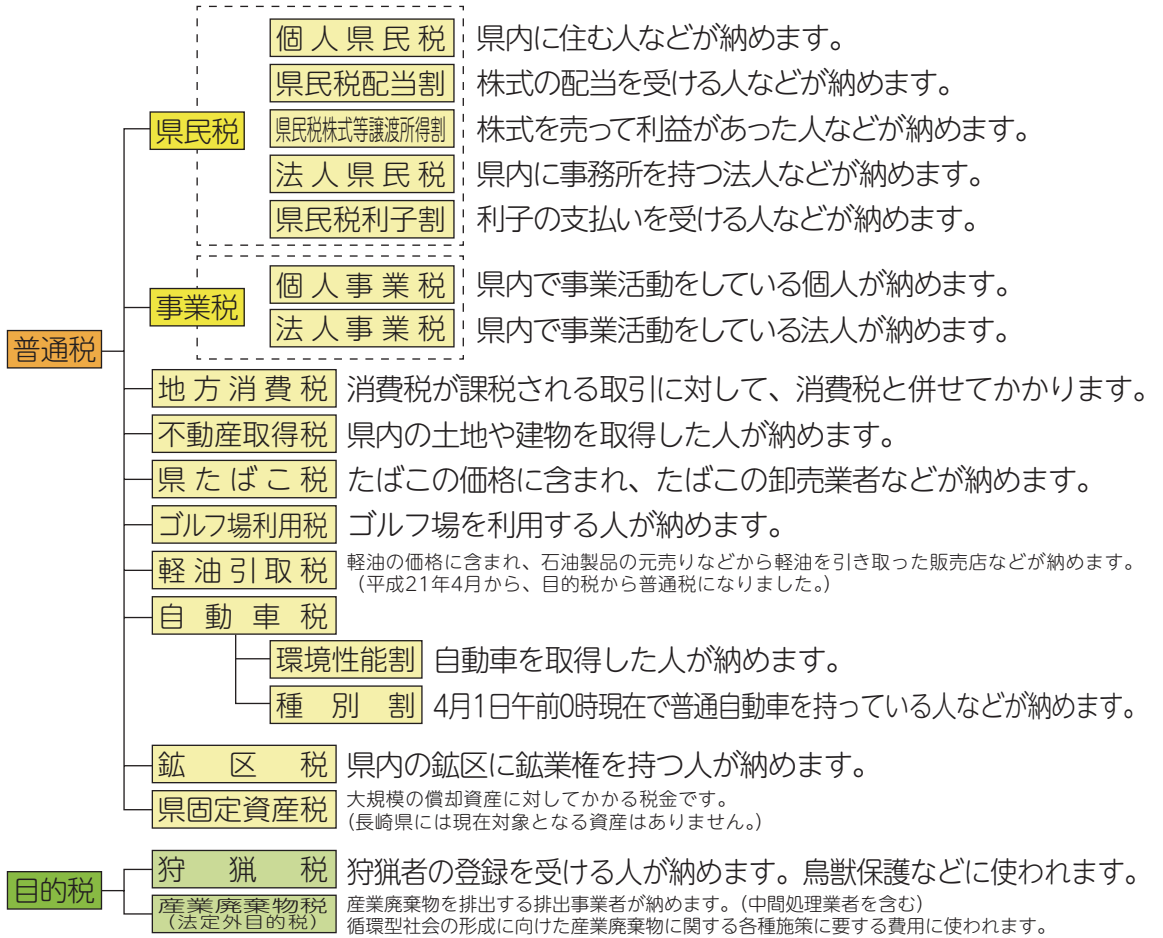 個人県民税 県内に住む人などが納めます。
県民税配当割 株式の配当を受ける人などが納めます。
県民税 県民税株式等譲渡所得割 株式を売って利益があった人などが納めます。
法人県民税 県内に事務所を持つ法人などが納めます。
県民税利子割 利子の支払いを受ける人などが納めます。
個人事業税 県内で事業活動をしている個人が納めます。
事業税
法人事業税 県内で事業活動をしている法人が納めます。
普通税
地方消費税 消費税が課税される取引に対して、消費税と併せてかかります。
不動産取得税 県内の土地や建物を取得した人が納めます。
県たばこ税 たばこの価格に含まれ、たばこの卸売業者などが納めます。
ゴルフ場利用税 ゴルフ場を利用する人が納めます。
軽油引取税 軽油の価格に含まれ、石油製品の元売りなどから軽油を引き取った販売店などが納めます。
（平成21年4月から、目的税から普通税になりました。）
自動車税
環境性能割 自動車を取得した人が納めます。
種別割 4月1日午前0時現在で普通自動車を持っている人などが納めます。
鉱区税 県内の鉱区に鉱業権を持つ人が納めます。
県固定資産税 大規模の償却資産に対してかかる税金です。
（長崎県には現在対象となる資産はありません。）
狩猟税 狩猟者の登録を受ける人が納めます。鳥獣保護などに使われます。
目的税
産業廃棄物税 産業廃棄物を排出する排出事業者が納めます。（中間処理業者を含む）
（法定外目的税） 循環型社会の形成に向けた産業廃棄物に関する各種施策に要する費用に使われます。